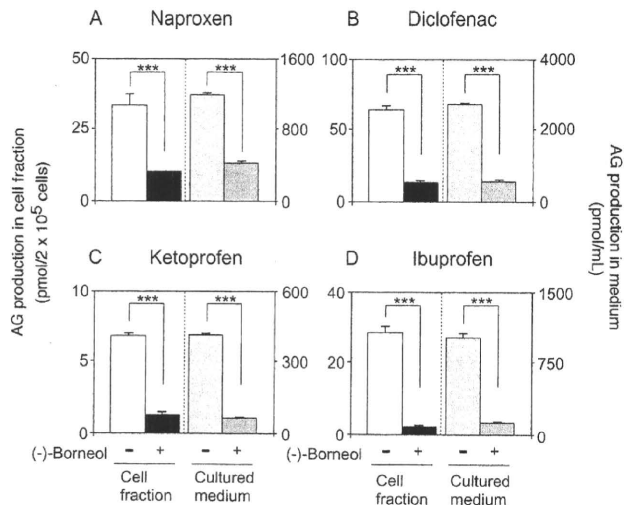 A Naproxen
B Diclofenac
AG production in cell fraction
(pmol/2 x 10⁵ cells)
50
25
0
***
***
1600
800
400
0
100
50
0
***
***
4000
2000
0
AG production in medium
(pmol/mL)
C Ketoprofen
D Ibuprofen
10
5
0
***
***
600
300
0
40
20
0
***
***
1500
750
0
(-)-Borneol - + - +
(-)-Borneol - + - +
Cell
fraction
Cultured
medium
Cell
fraction
Cultured
medium